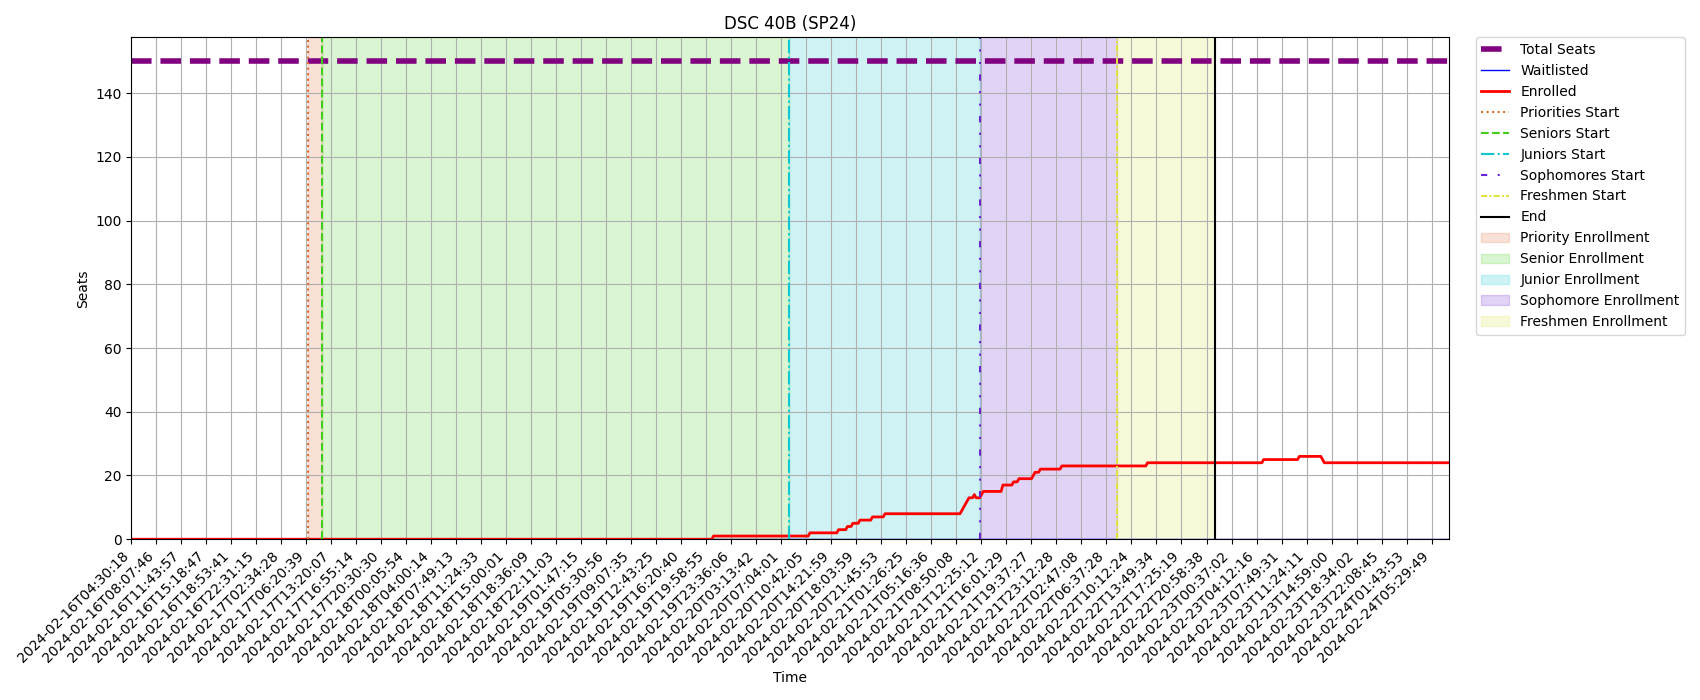 DSC 40B (SP24)
Seats
140
120
100
80
60
40
20
0
2024-02-16T04:30:18
2024-02-16T08:07:46
2024-02-16T11:43:57
2024-02-16T15:18:47
2024-02-16T18:53:41
2024-02-16T22:31:15
2024-02-17T02:34:28
2024-02-17T06:20:39
2024-02-17T13:20:07
2024-02-17T16:55:14
2024-02-17T20:30:30
2024-02-18T00:05:54
2024-02-18T04:00:14
2024-02-18T07:49:13
2024-02-18T11:24:33
2024-02-18T15:00:01
2024-02-18T18:36:09
2024-02-18T22:11:03
2024-02-19T01:47:15
2024-02-19T05:30:56
2024-02-19T09:07:35
2024-02-19T12:43:25
2024-02-19T16:20:40
2024-02-19T19:58:55
2024-02-19T23:36:06
2024-02-20T03:13:42
2024-02-20T07:04:01
2024-02-20T10:42:05
2024-02-20T14:21:59
2024-02-20T18:03:59
2024-02-20T21:45:53
2024-02-21T01:26:25
2024-02-21T05:16:36
2024-02-21T08:50:08
2024-02-21T12:25:12
2024-02-21T16:01:29
2024-02-21T19:37:27
2024-02-21T23:12:28
2024-02-22T02:47:08
2024-02-22T06:37:28
2024-02-22T10:12:24
2024-02-22T13:49:34
2024-02-22T17:25:19
2024-02-22T20:58:38
2024-02-23T00:37:02
2024-02-23T04:12:16
2024-02-23T07:49:31
2024-02-23T11:24:11
2024-02-23T14:59:00
2024-02-23T18:34:02
2024-02-23T22:08:45
2024-02-24T01:43:53
2024-02-24T05:29:49
Time
Total Seats
Waitlisted
Enrolled
Priorities Start
Seniors Start
Juniors Start
Sophomores Start
Freshmen Start
End
Priority Enrollment
Senior Enrollment
Junior Enrollment
Sophomore Enrollment
Freshmen Enrollment